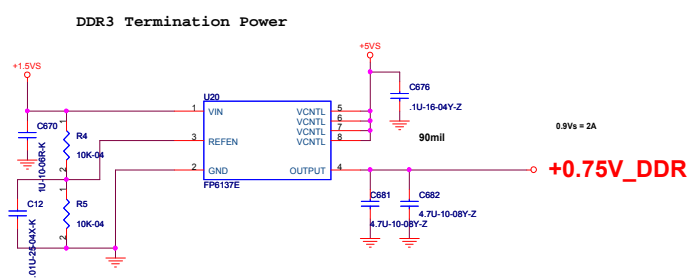 DDR3 Termination Power
+1.5VS
+5VS
U20
1 VIN
3 REFEN
2 GND
VCNTL 5
VCNTL 6
VCNTL 7
VCNTL 8
OUTPUT 4
FP6137E
C676
.1U-16-04Y-Z
90mil
0.9Vs = 2A
+0.75V_DDR
C670
1U-10-06R-K
1
R4
10K-04
2
C12
.01U-25-04X-K
1
R5
10K-04
2
C681
4.7U-10-08Y-Z
C682
4.7U-10-08Y-Z